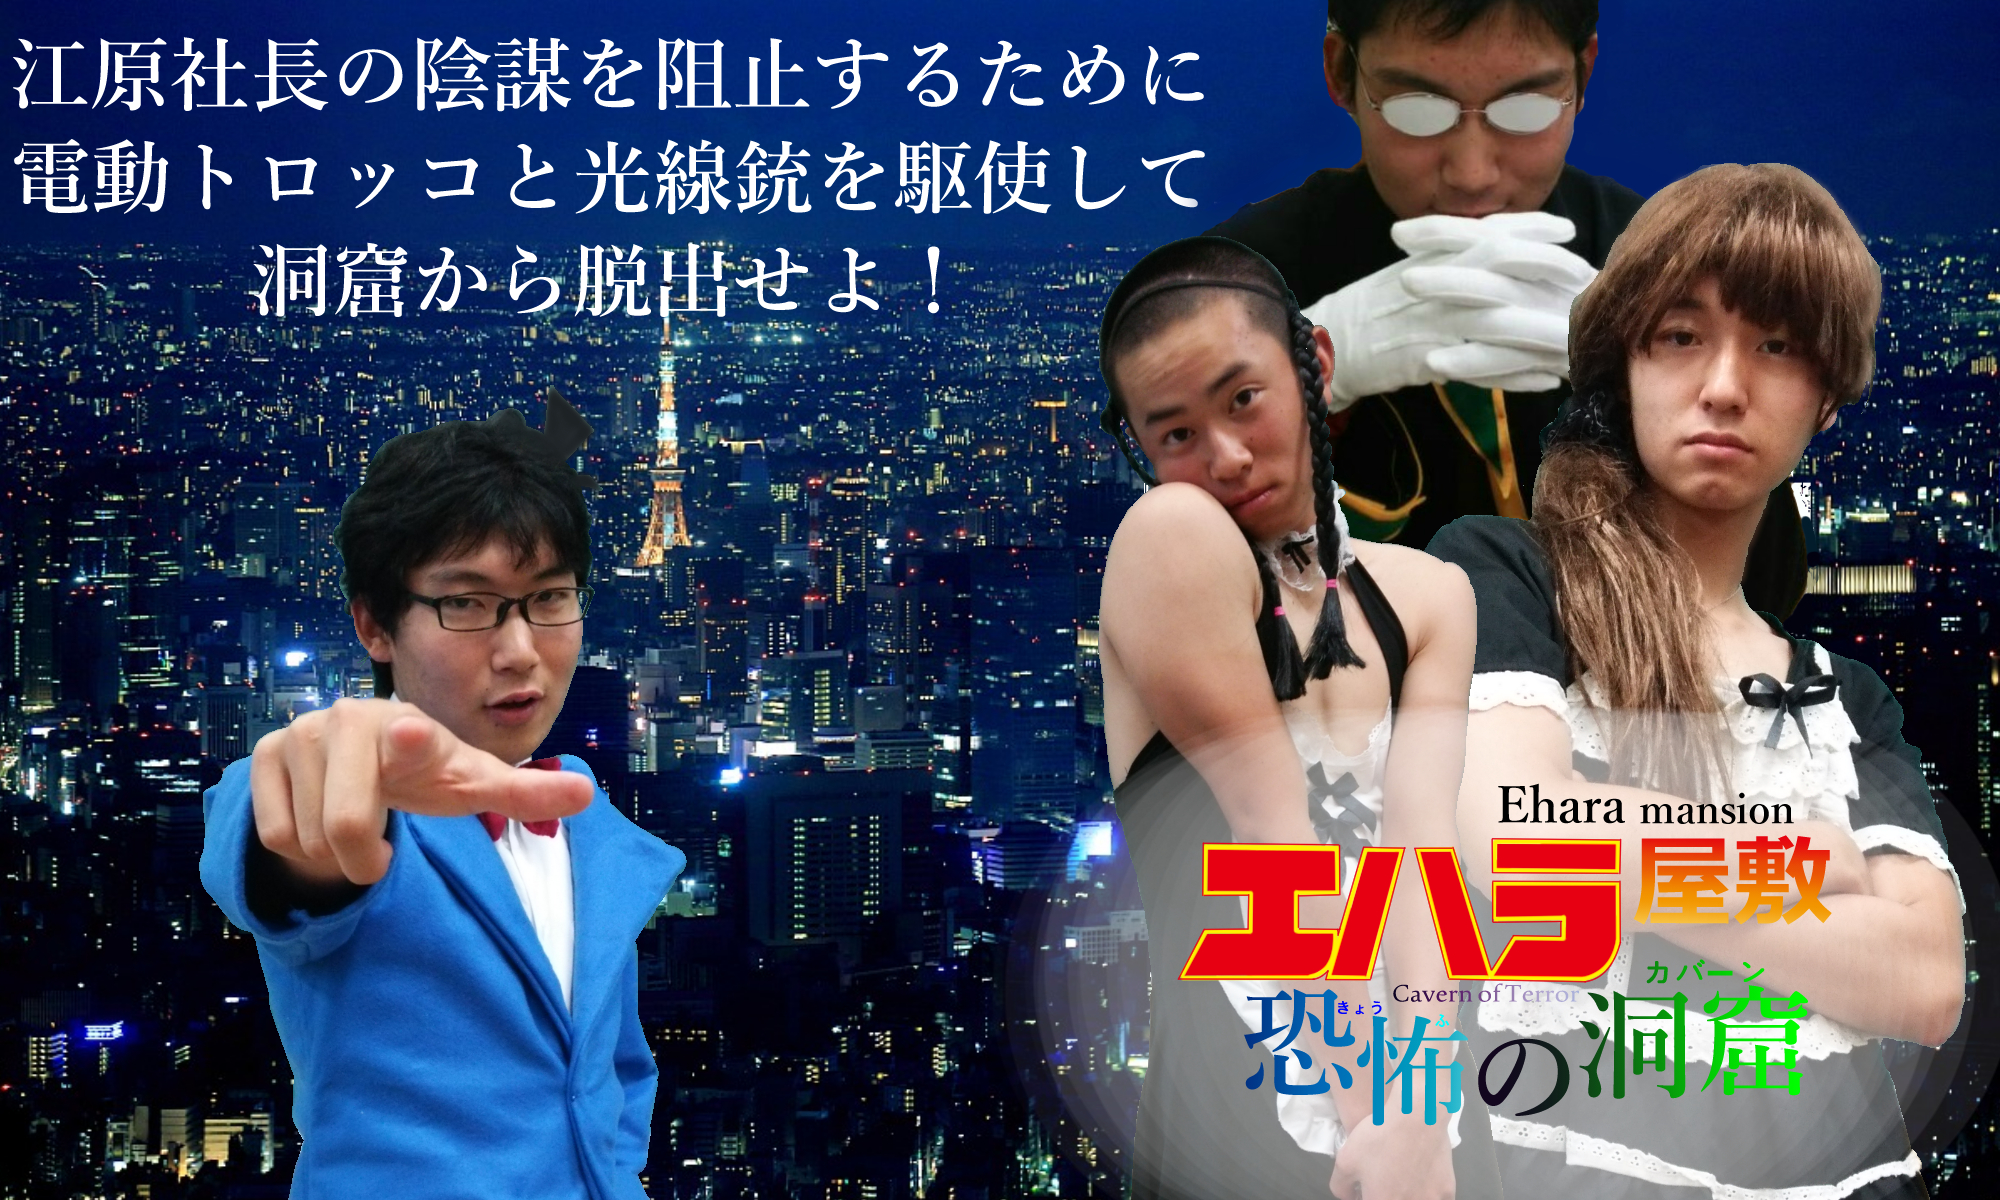 江原社長の陰謀を阻止するために
電動トロッコと光線銃を駆使して
洞窟から脱出せよ！
Ehara mansion
エハラ屋敷
カバーン
Cavern of Terror
きょう ふ
恐怖の洞窟